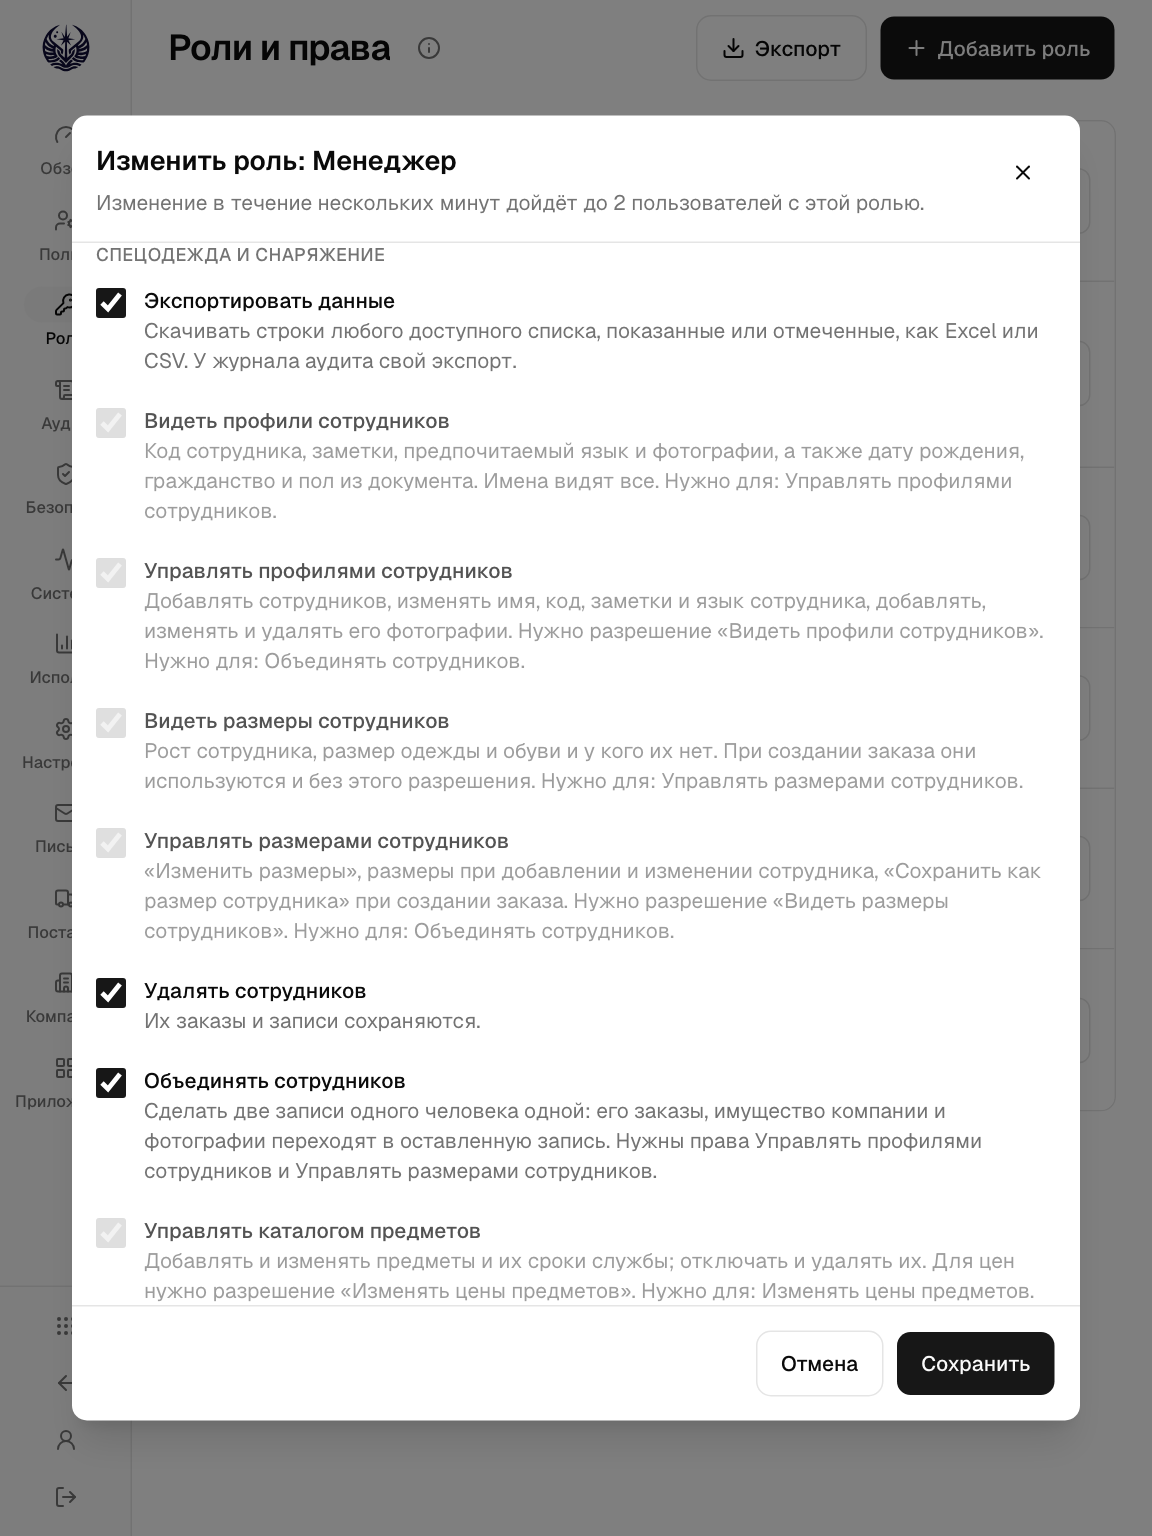 Роли и права
Экспорт
Добавить роль
Изменить роль: Менеджер
Изменение в течение нескольких минут дойдёт до 2 пользователей с этой ролью.
СПЕЦОДЕЖДА И СНАРЯЖЕНИЕ
Экспортировать данные
Скачивать строки любого доступного списка, показанные или отмеченные, как Excel или
CSV. У журнала аудита свой экспорт.
Видеть профили сотрудников
Код сотрудника, заметки, предпочитаемый язык и фотографии, а также дату рождения,
гражданство и пол из документа. Имена видят все. Нужно для: Управлять профилями
сотрудников.
Управлять профилями сотрудников
Добавлять сотрудников, изменять имя, код, заметки и язык сотрудника, добавлять,
изменять и удалять его фотографии. Нужно разрешение «Видеть профили сотрудников».
Нужно для: Объединять сотрудников.
Видеть размеры сотрудников
Рост сотрудника, размер одежды и обуви и у кого их нет. При создании заказа они
используются и без этого разрешения. Нужно для: Управлять размерами сотрудников.
Управлять размерами сотрудников
«Изменить размеры», размеры при добавлении и изменении сотрудника, «Сохранить как
размер сотрудника» при создании заказа. Нужно разрешение «Видеть размеры
сотрудников». Нужно для: Объединять сотрудников.
Удалять сотрудников
Их заказы и записи сохраняются.
Объединять сотрудников
Сделать две записи одного человека одной: его заказы, имущество компании и
фотографии переходят в оставленную запись. Нужны права Управлять профилями
сотрудников и Управлять размерами сотрудников.
Управлять каталогом предметов
Добавлять и изменять предметы и их сроки службы; отключать и удалять их. Для цен
нужно разрешение «Изменять цены предметов». Нужно для: Изменять цены предметов.
Отмена
Сохранить